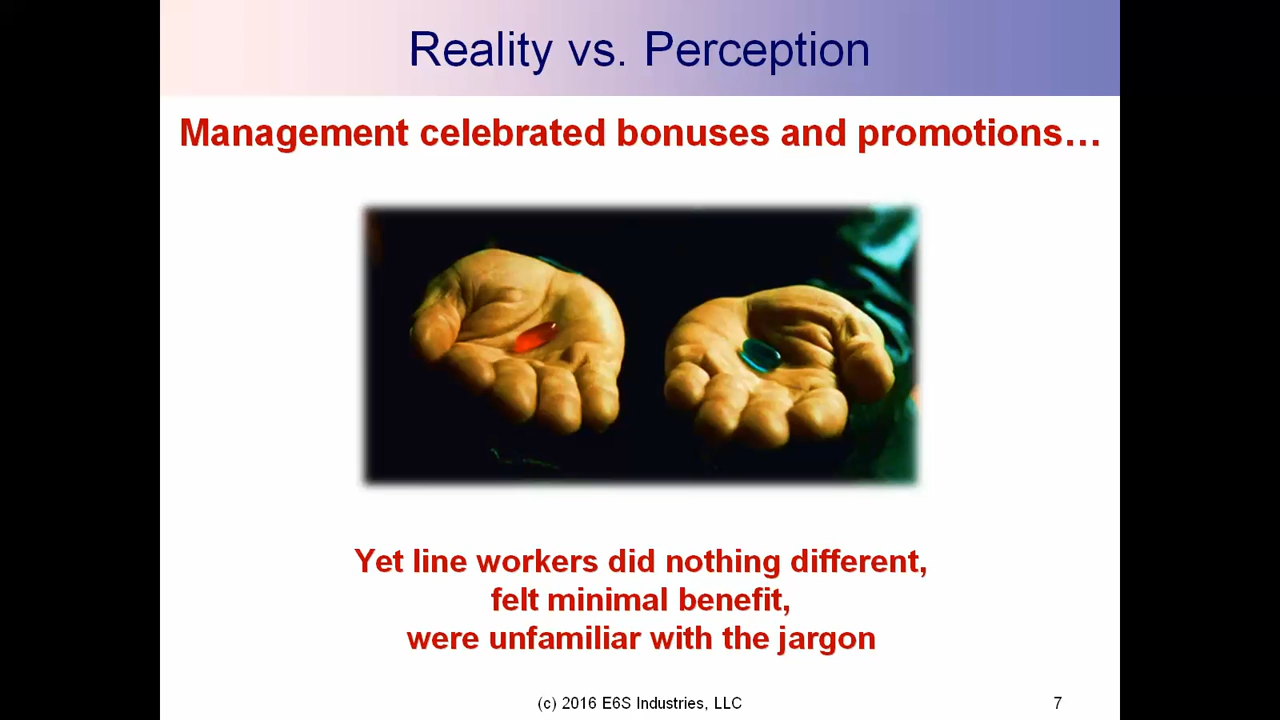 Reality vs. Perception
Management celebrated bonuses and promotions…
Yet line workers did nothing different,
felt minimal benefit,
were unfamiliar with the jargon
(c) 2016 E6S Industries, LLC
7